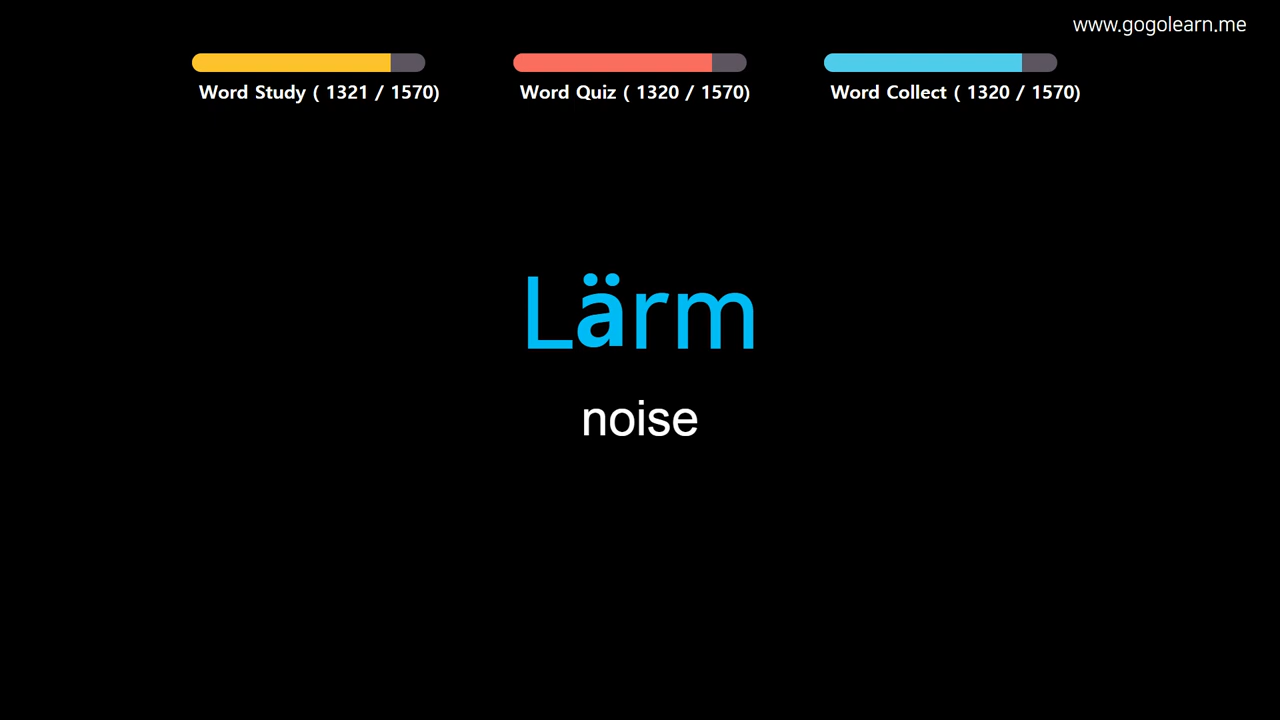 www.gogolearn.me
Word Study ( 1321 / 1570)
Word Quiz ( 1320 / 1570)
Word Collect ( 1320 / 1570)
Lärm
noise